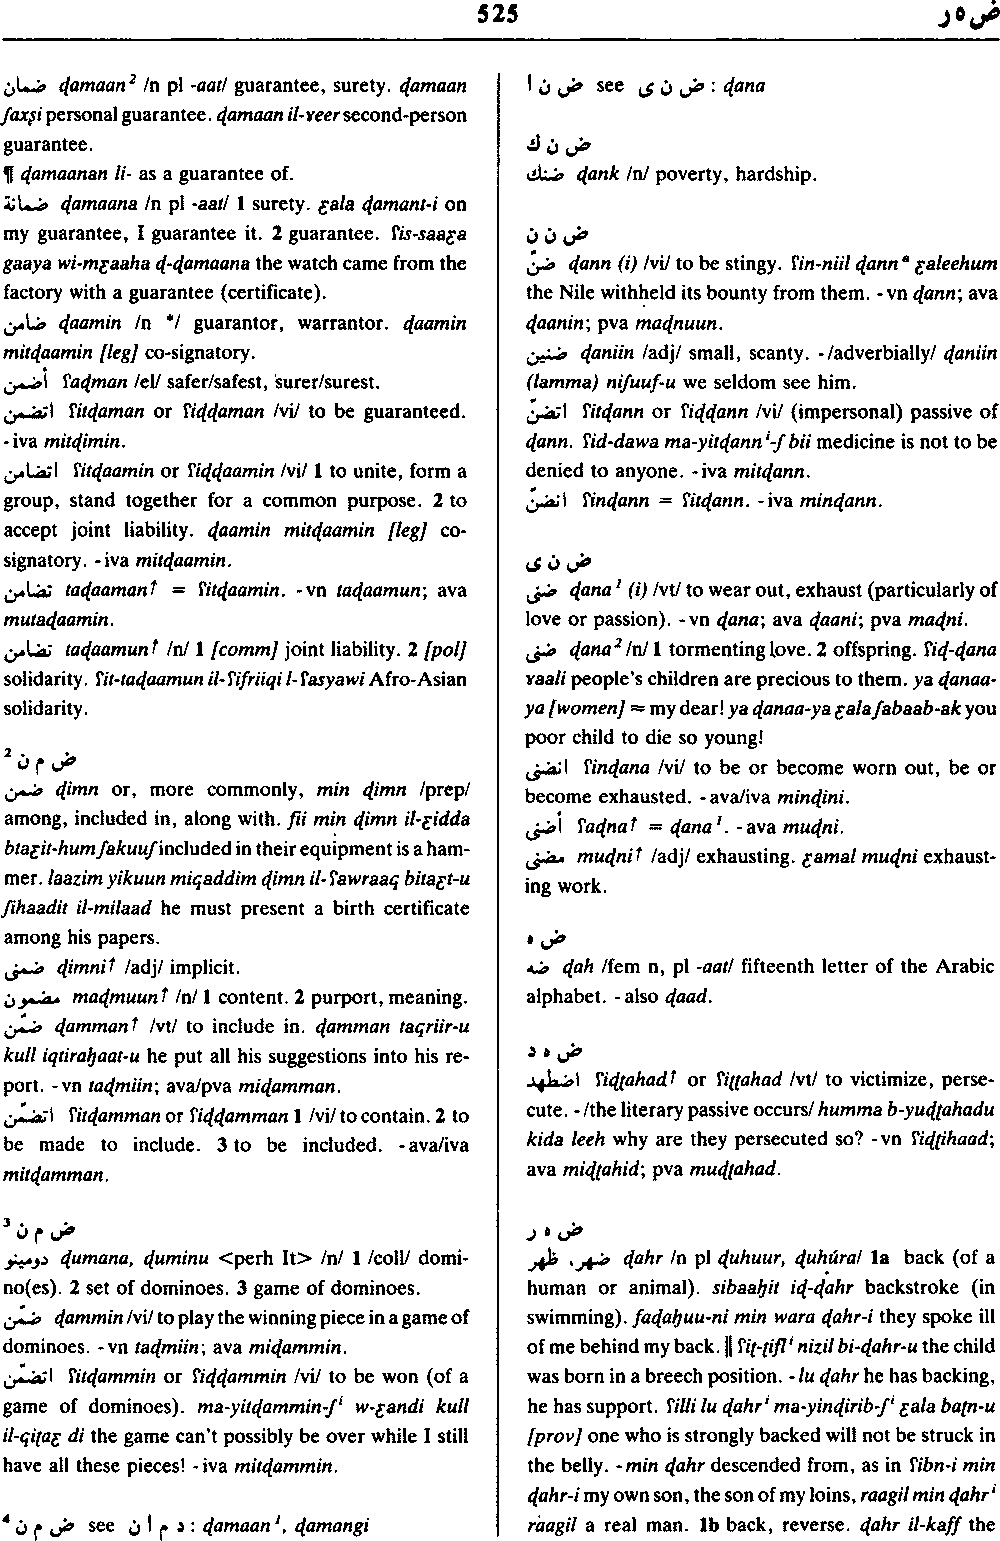 525
ض ه ر
ضمان ḍamaan² /n pl -aat/ guarantee, surety. ḍamaan
ʃaxṣi personal guarantee. ḍamaan il-ɣeer second-person
guarantee.
¶ ḍamaanan li- as a guarantee of.
ضمانة ḍamaana /n pl -aat/ 1 surety. ɛala ḍamant-i on
my guarantee, I guarantee it. 2 guarantee. ʕis-saaɛa
gaaya wi-mɛaaha ḍ-ḍamaana the watch came from the
factory with a guarantee (certificate).
ضامن ḍaamin /n */ guarantor, warrantor. ḍaamin
mitḍaamin [leg] co-signatory.
أضمن ʕaḍman /el/ safer/safest, surer/surest.
اتضمن ʕitḍaman or ʕiḍḍaman /vi/ to be guaranteed.
-iva mitḍimin.
اتضامن ʕitḍaamin or ʕiḍḍaamin /vi/ 1 to unite, form a
group, stand together for a common purpose. 2 to
accept joint liability. ḍaamin mitḍaamin [leg] co-
signatory. -iva mitḍaamin.
تضامن taḍaaman↑ = ʕitḍaamin. -vn taḍaamun; ava
mutaḍaamin.
تضامن taḍaamun↑ /n/ 1 [comm] joint liability. 2 [pol]
solidarity. ʕit-taḍaamun il-ʕifriiqi l-ʕasyawi Afro-Asian
solidarity.
ض م ن ²
ضمن ḍimn or, more commonly, min ḍimn /prep/
among, included in, along with. fii min ḍimn il-ɛidda
btaɛit-hum ʃakuuʃ included in their equipment is a ham-
mer. laazim yikuun miqaddim ḍimn il-ʕawraaq bitaɛt-u
ʃihaadit il-milaad he must present a birth certificate
among his papers.
ضمني ḍimni↑ /adj/ implicit.
مضمون maḍmuun↑ /n/ 1 content. 2 purport, meaning.
ضمّن ḍamman↑ /vt/ to include in. ḍamman taqriir-u
kull iqtiraḥaat-u he put all his suggestions into his re-
port. -vn taḍmiin; ava/pva miḍamman.
اتضمّن ʕitḍamman or ʕiḍḍamman 1 /vi/ to contain. 2 to
be made to include. 3 to be included. -ava/iva
mitḍamman.
ض م ن ³
دومينو ḍumana, ḍuminu <perh It> /n/ 1 /coll/ domi-
no(es). 2 set of dominoes. 3 game of dominoes.
ضمّن ḍammin /vi/ to play the winning piece in a game of
dominoes. -vn taḍmiin; ava miḍammin.
اتضمّن ʕitḍammin or ʕiḍḍammin /vi/ to be won (of a
game of dominoes). ma-yitḍammin-ʃⁱ w-ɛandi kull
il-qiṭaɛ di the game can't possibly be over while I still
have all these pieces! -iva mitḍammin.
ض م ن ⁴ see د م ا ن : ḍamaan¹, ḍamangi
ض ن ا see ض ن ى : ḍana
ض ن ك
ضنك ḍank /n/ poverty, hardship.
ض ن ن
ضنّ ḍann (i) /vi/ to be stingy. ʕin-niil ḍannᵃ ɛaleehum
the Nile withheld its bounty from them. -vn ḍann; ava
ḍaanin; pva maḍnuun.
ضنين ḍaniin /adj/ small, scanty. -/adverbially/ ḍaniin
(lamma) niʃuuf-u we seldom see him.
اتضنّ ʕitḍann or ʕiḍḍann /vi/ (impersonal) passive of
ḍann. ʕid-dawa ma-yitḍannⁱ-ʃ bii medicine is not to be
denied to anyone. -iva mitḍann.
انضنّ ʕinḍann = ʕitḍann. -iva minḍann.
ض ن ى
ضنى ḍana¹ (i) /vt/ to wear out, exhaust (particularly of
love or passion). -vn ḍana; ava ḍaani; pva maḍni.
ضنى ḍana² /n/ 1 tormenting love. 2 offspring. ʕiḍ-ḍana
ɣaali people's children are precious to them. ya ḍanaa-
ya [women] ≈ my dear! ya ḍanaa-ya ɛala ʃabaab-ak you
poor child to die so young!
انضنى ʕinḍana /vi/ to be or become worn out, be or
become exhausted. -ava/iva minḍini.
أضنى ʕaḍna↑ = ḍana¹. -ava muḍni.
مضني muḍni↑ /adj/ exhausting. ɛamal muḍni exhaust-
ing work.
ض ه
ضه ḍah /fem n, pl -aat/ fifteenth letter of the Arabic
alphabet. -also ḍaad.
ض ه د
اضطهد ʕiḍṭahad↑ or ʕiṭṭahad /vt/ to victimize, perse-
cute. -/the literary passive occurs/ humma b-yuḍṭahadu
kida leeh why are they persecuted so? -vn ʕiḍṭihaad;
ava miḍṭahid; pva muḍṭahad.
ض ه ر
ضهر، ظهر ḍahr /n pl ḍuhuur, ḍuhúra/ 1a back (of a
human or animal). sibaaḥit iḍ-ḍahr backstroke (in
swimming). faḍaḥuu-ni min wara ḍahr-i they spoke ill
of me behind my back. ‖ ʕiṭ-ṭiflⁱ nizil bi-ḍahr-u the child
was born in a breech position. -lu ḍahr he has backing,
he has support. ʕilli lu ḍahrⁱ ma-yinḍirib-ʃⁱ ɛala baṭn-u
[prov] one who is strongly backed will not be struck in
the belly. -min ḍahr descended from, as in ʕibn-i min
ḍahr-i my own son, the son of my loins, raagil min ḍahrⁱ
raagil a real man. 1b back, reverse. ḍahr il-kaff the